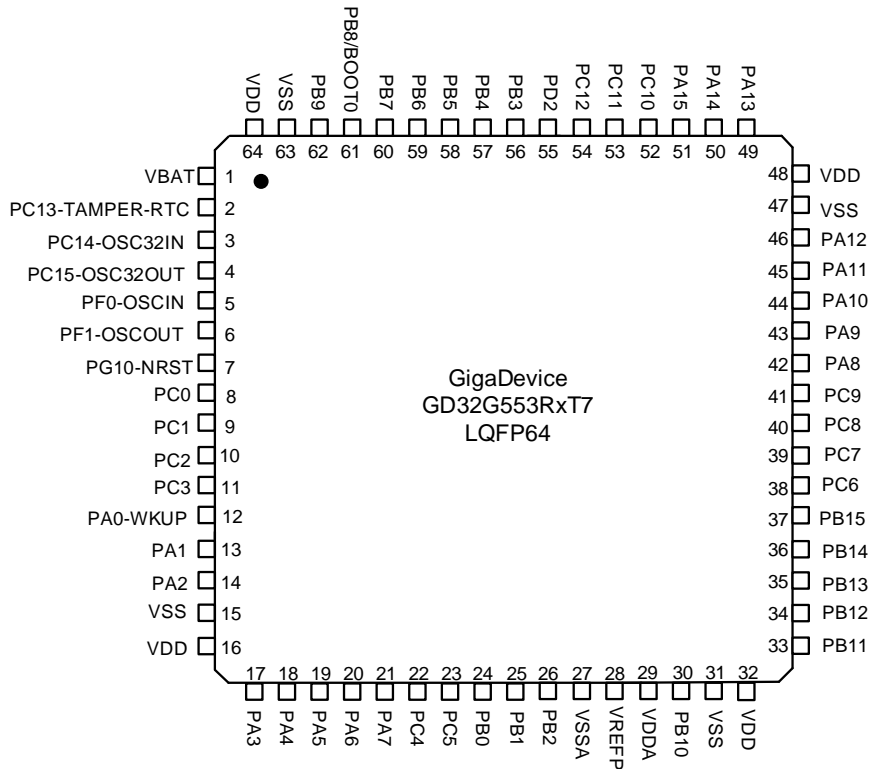 VDD VSS PB9 PB8/BOOT0 PB7 PB6 PB5 PB4 PB3 PD2 PC12 PC11 PC10 PA15 PA14 PA13
64 63 62 61 60 59 58 57 56 55 54 53 52 51 50 49
VBAT 1
PC13-TAMPER-RTC 2
PC14-OSC32IN 3
PC15-OSC32OUT 4
PF0-OSCIN 5
PF1-OSCOUT 6
PG10-NRST 7
PC0 8
PC1 9
PC2 10
PC3 11
PA0-WKUP 12
PA1 13
PA2 14
VSS 15
VDD 16
GigaDevice
GD32G553RxT7
LQFP64
48 VDD
47 VSS
46 PA12
45 PA11
44 PA10
43 PA9
42 PA8
41 PC9
40 PC8
39 PC7
38 PC6
37 PB15
36 PB14
35 PB13
34 PB12
33 PB11
17 18 19 20 21 22 23 24 25 26 27 28 29 30 31 32
PA3 PA4 PA5 PA6 PA7 PC4 PC5 PB0 PB1 PB2 VSSA VREFP VDDA PB10 VSS VDD